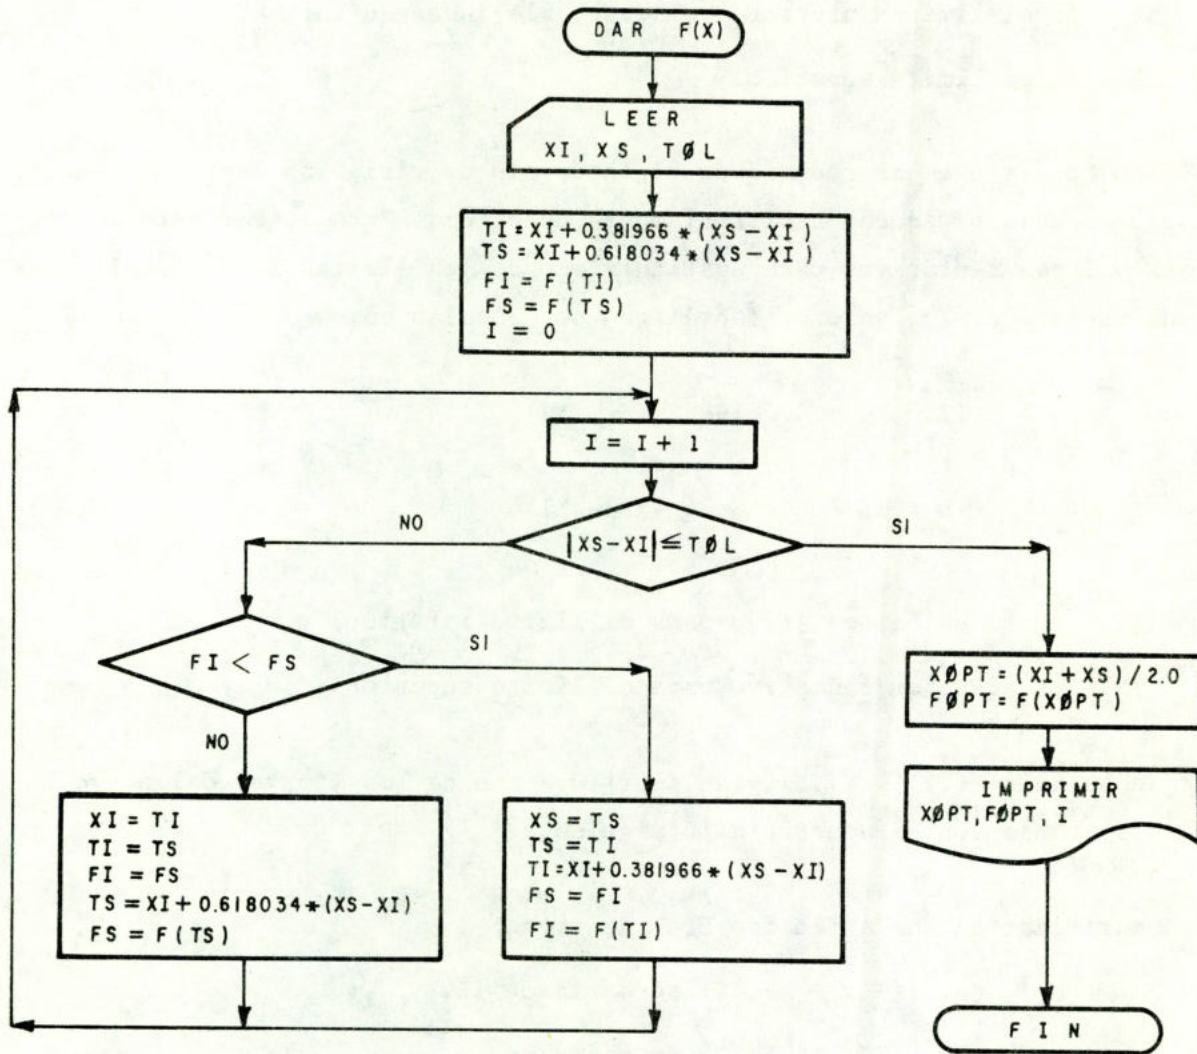 DAR F(X)
LEER
XI, XS, TØL
TI=XI+0.381966*(XS-XI)
TS=XI+0.618034*(XS-XI)
FI=F(TI)
FS=F(TS)
I = 0
I = I + 1
NO
|XS-XI|≤TØL
SI
FI < FS
SI
NO
XØPT=(XI+XS)/2.0
FØPT=F(XØPT)
IMPRIMIR
XØPT,FØPT, I
XI = TI
TI = TS
FI = FS
TS=XI+0.618034*(XS-XI)
FS=F(TS)
XS=TS
TS=TI
TI=XI+0.381966*(XS-XI)
FS=FI
FI=F(TI)
FIN